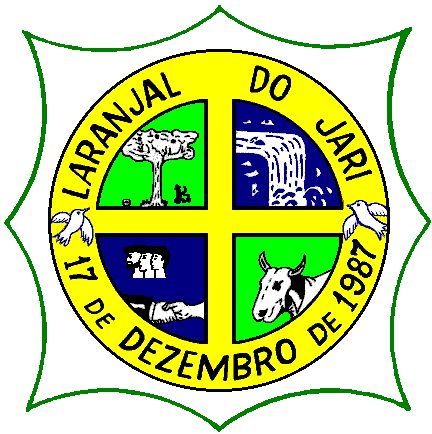 LARANJAL DO JARI
17 DE DEZEMBRO DE 1987